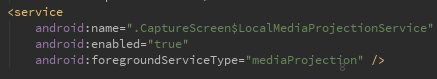 <service
android:name=".CaptureScreen$LocalMediaProjectionService"
android:enabled="true"
android:foregroundServiceType="mediaProjection" />